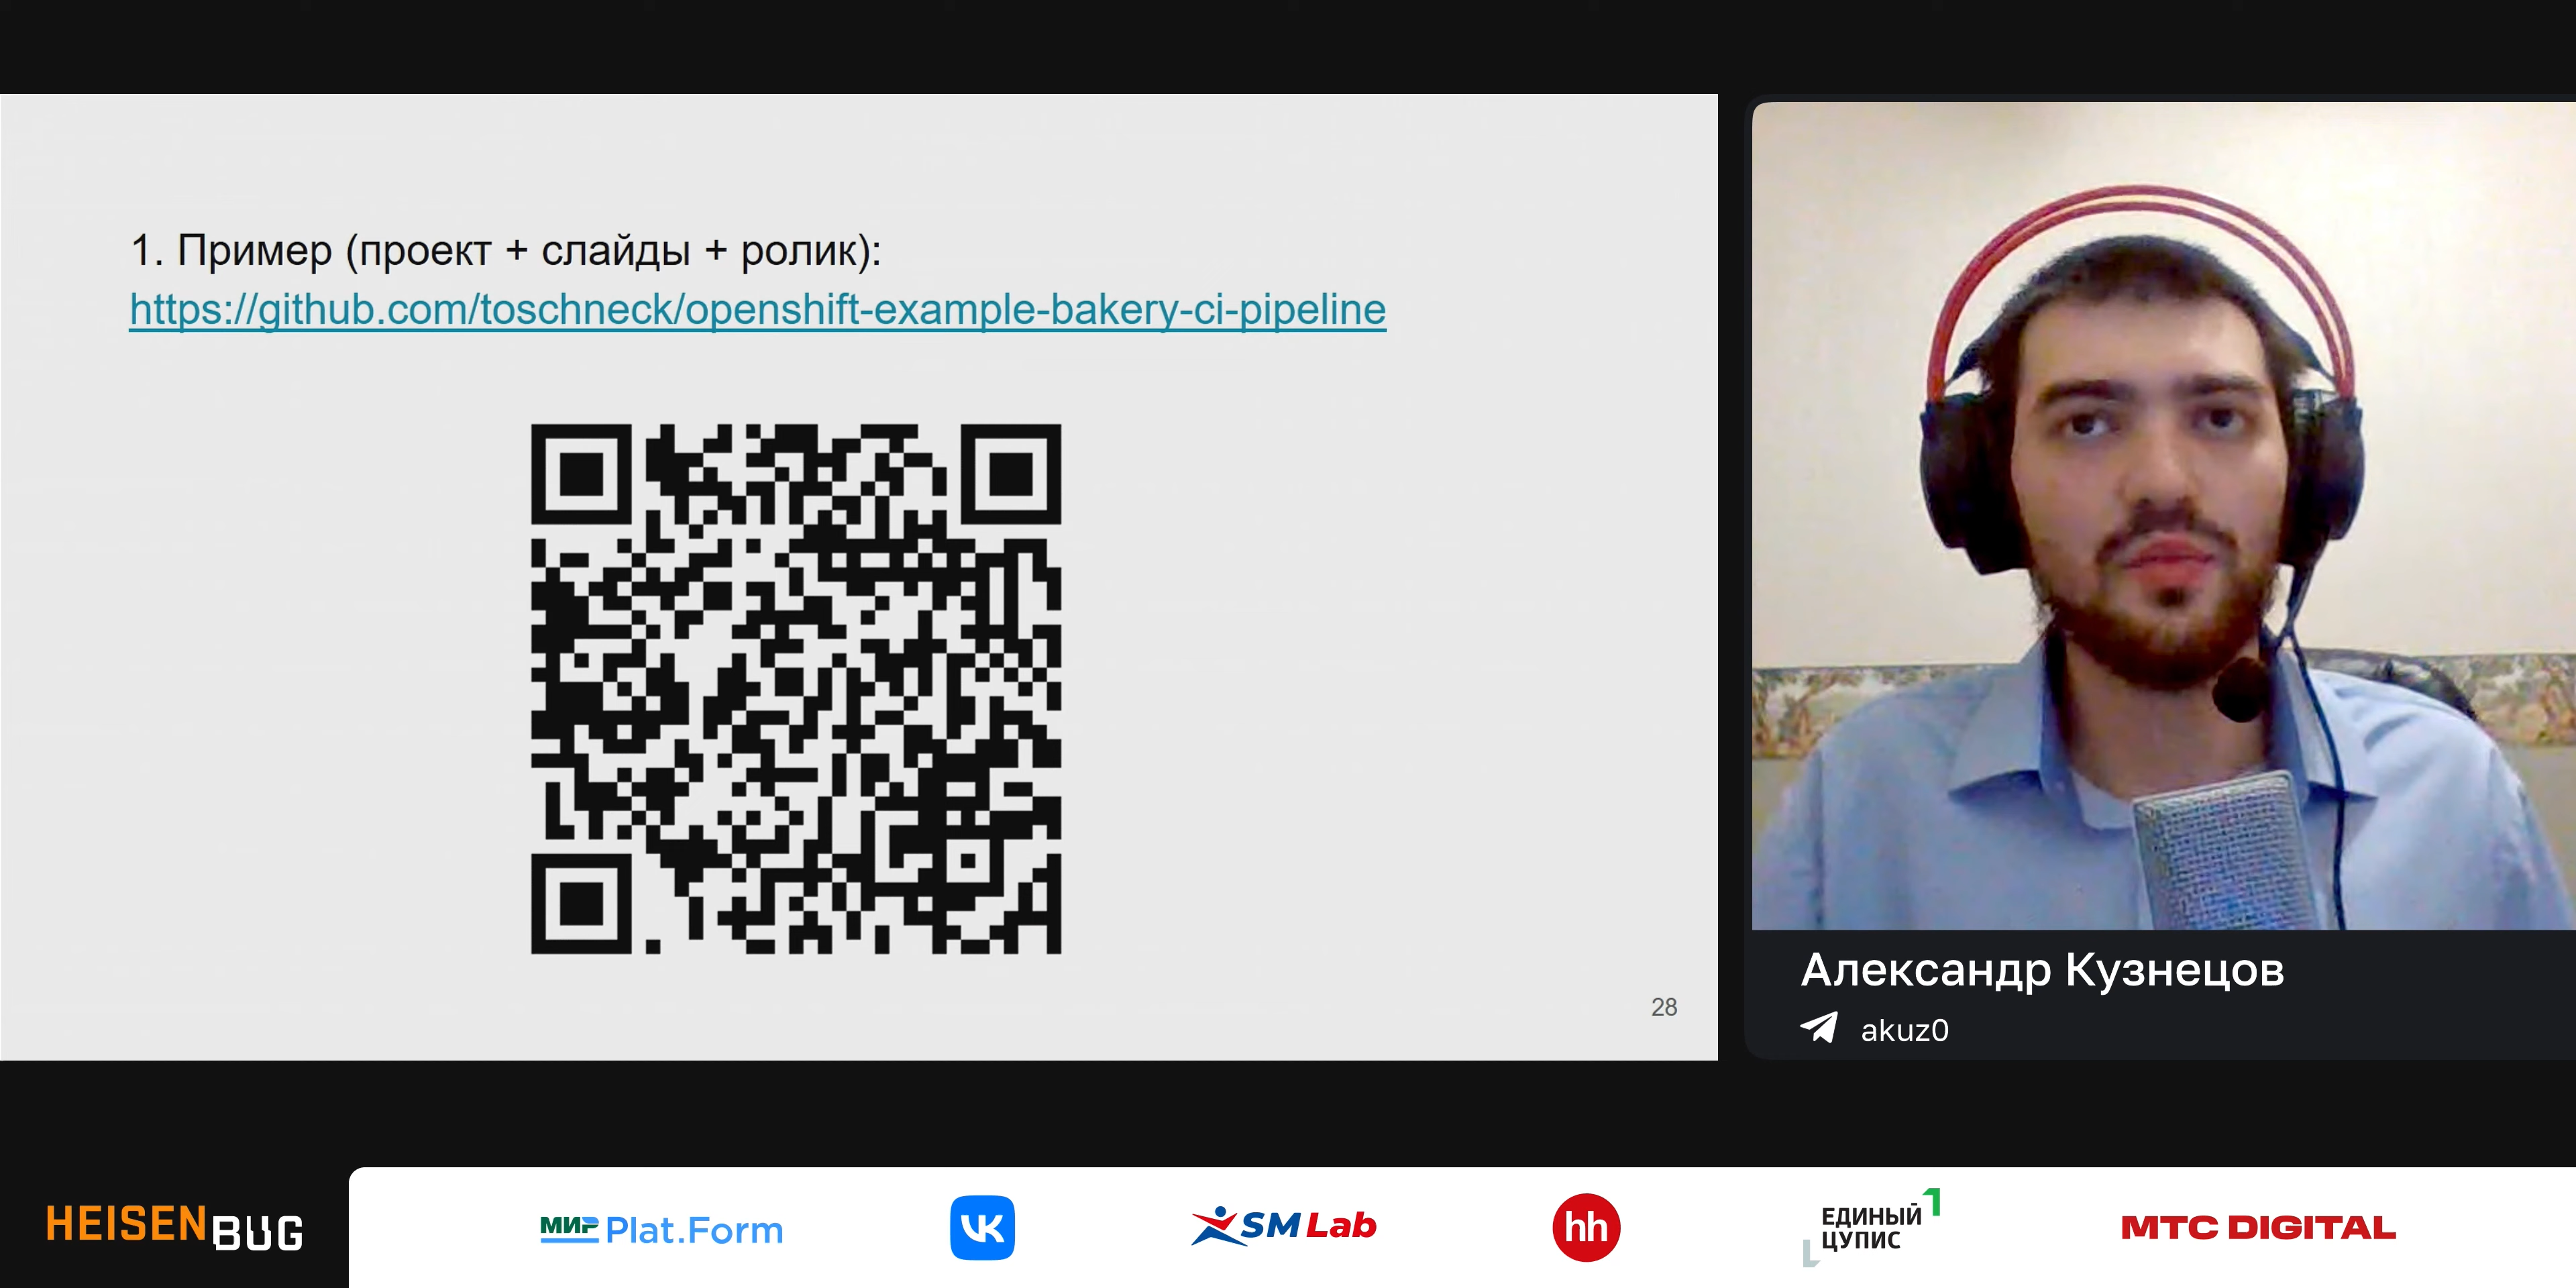 1. Пример (проект + слайды + ролик):
https://github.com/toschneck/openshift-example-bakery-ci-pipeline
28
Александр Кузнецов
akuz0
HEISENBUG
МИР Plat.Form
VK
SM Lab
hh
ЕДИНЫЙ
ЦУПИС
1
МТС DIGITAL